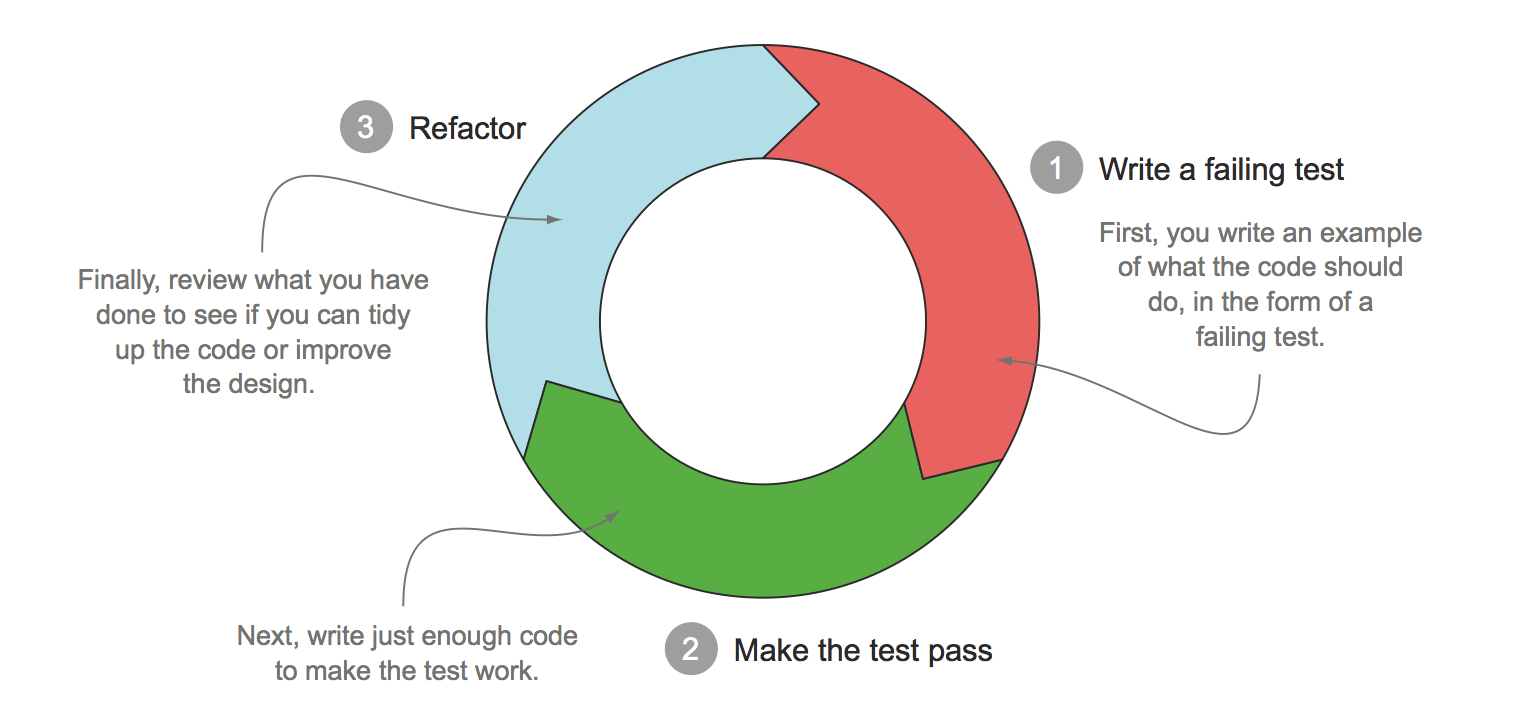 1 Write a failing test
First, you write an example
of what the code should
do, in the form of a
failing test.
2 Make the test pass
Next, write just enough code
to make the test work.
3 Refactor
Finally, review what you have
done to see if you can tidy
up the code or improve
the design.